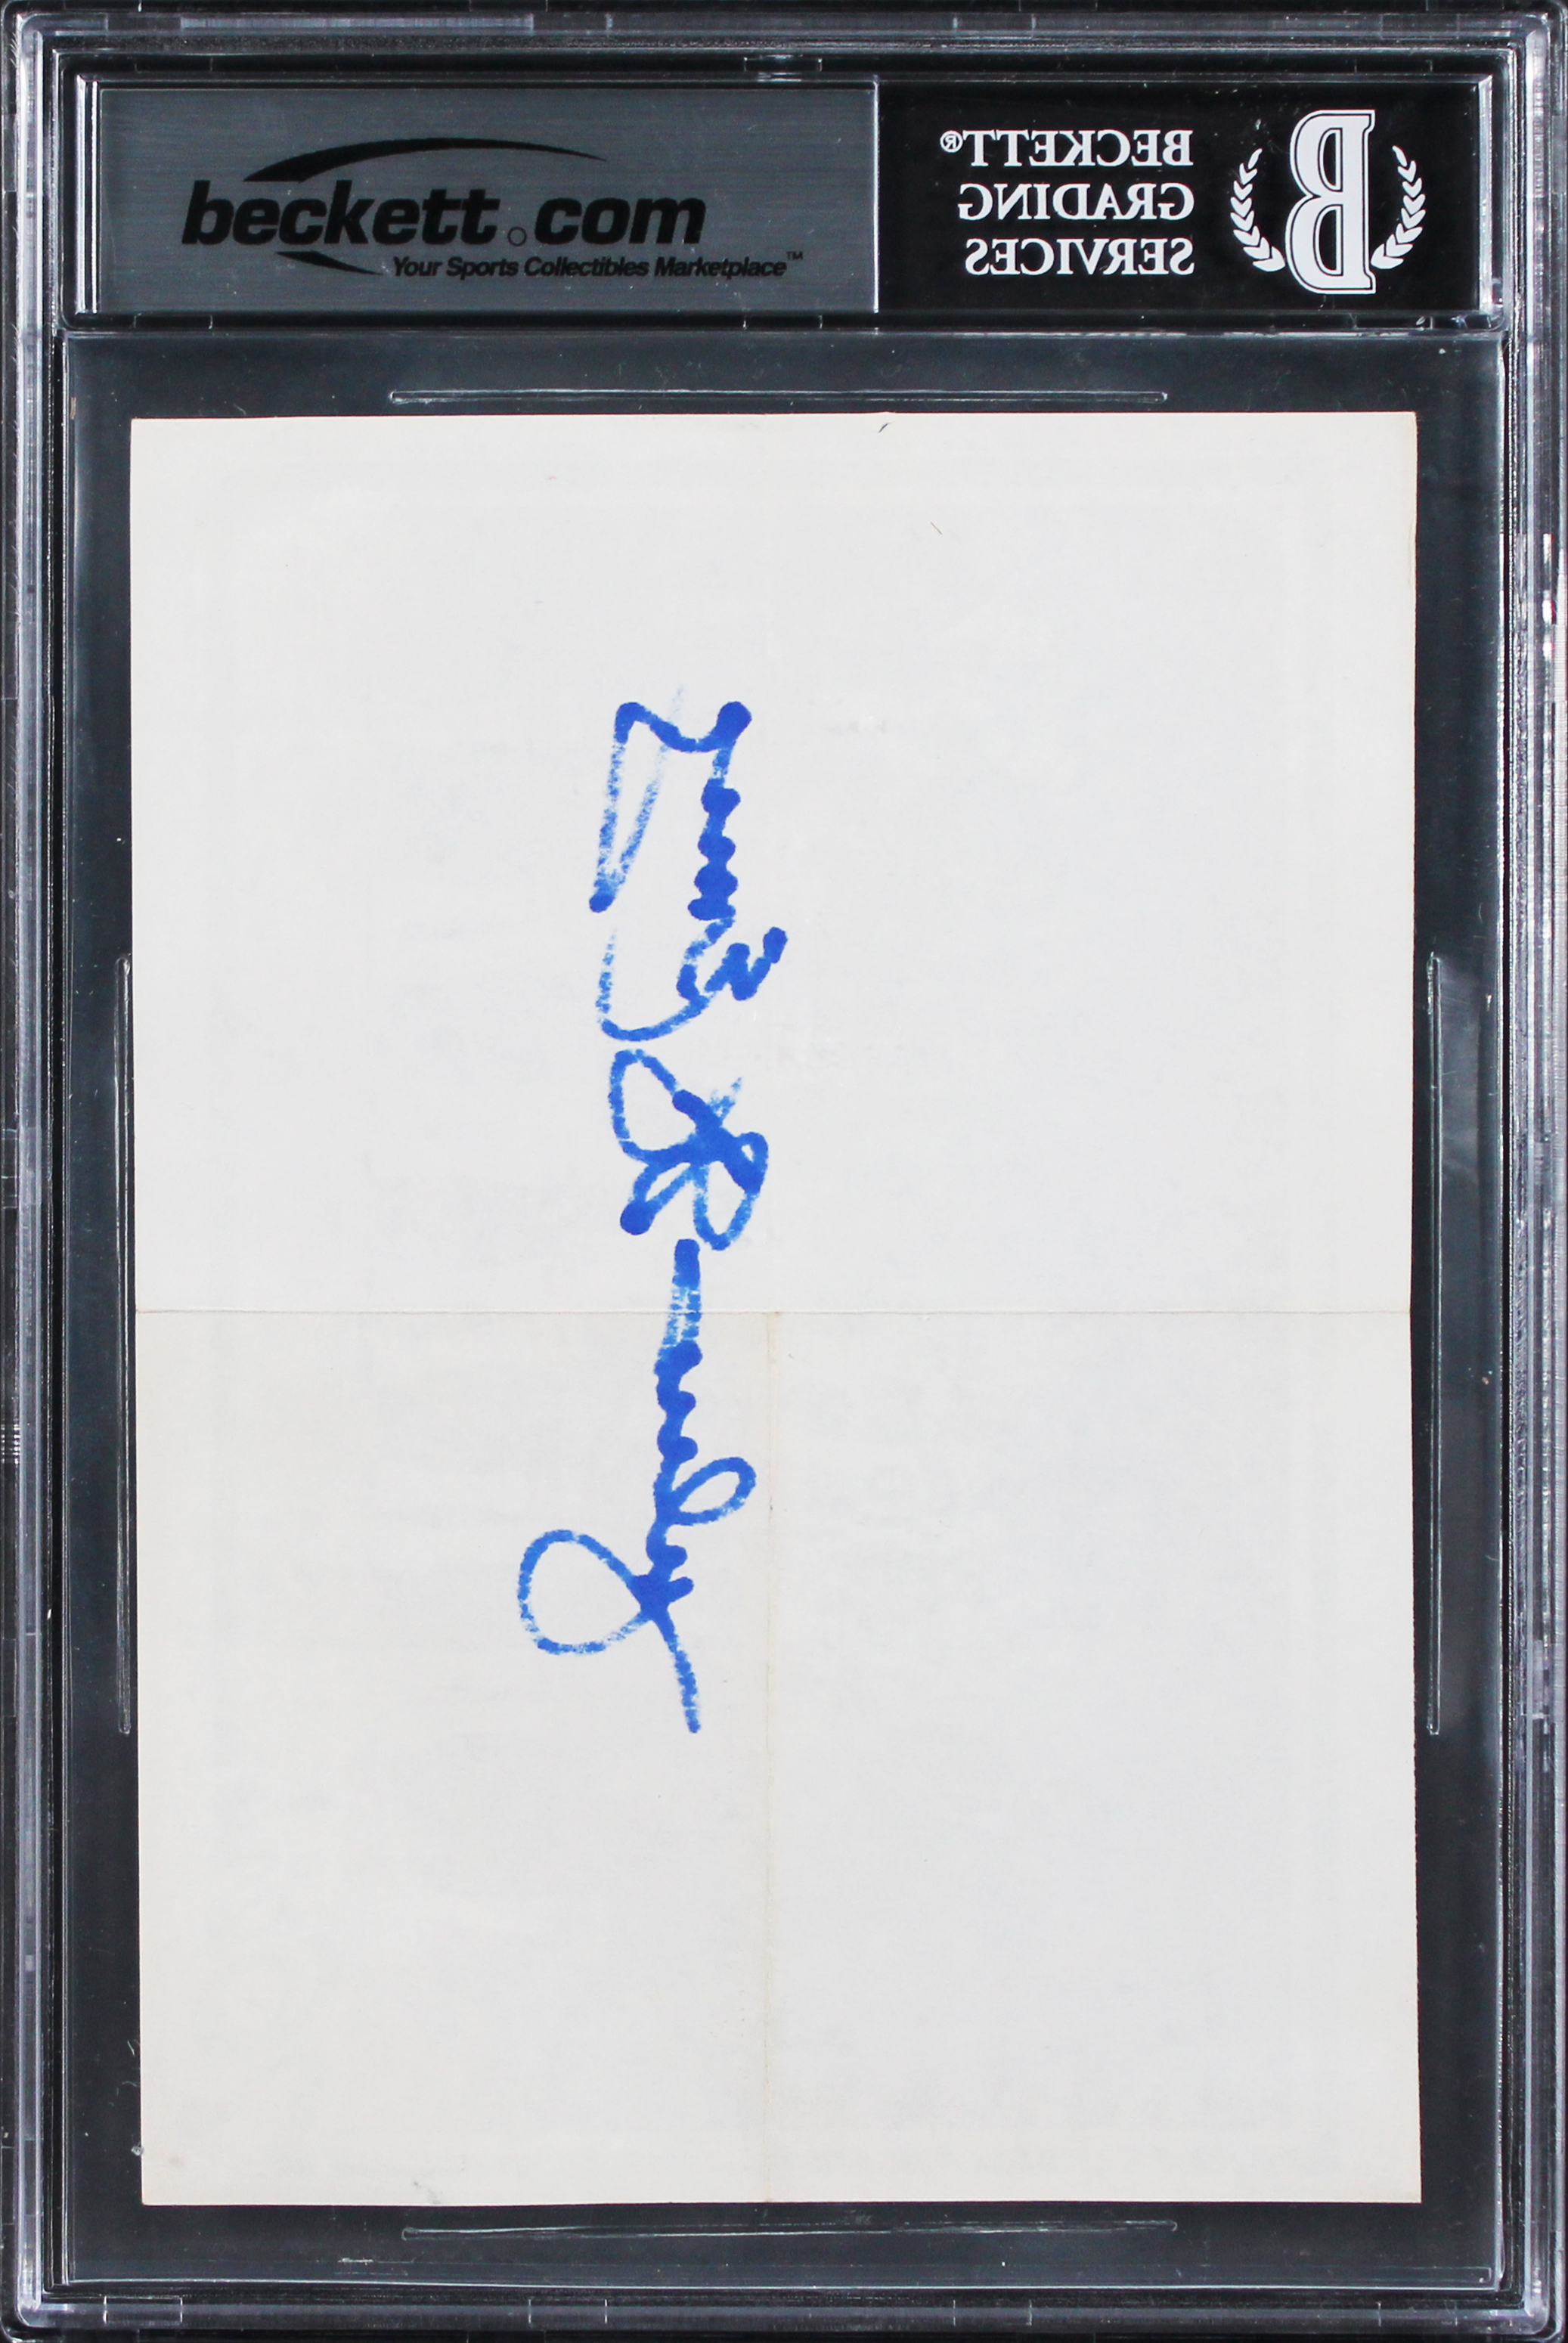 beckett.com
Your Sports Collectibles Marketplace™
BECKETT®
GRADING
SERVICES
B